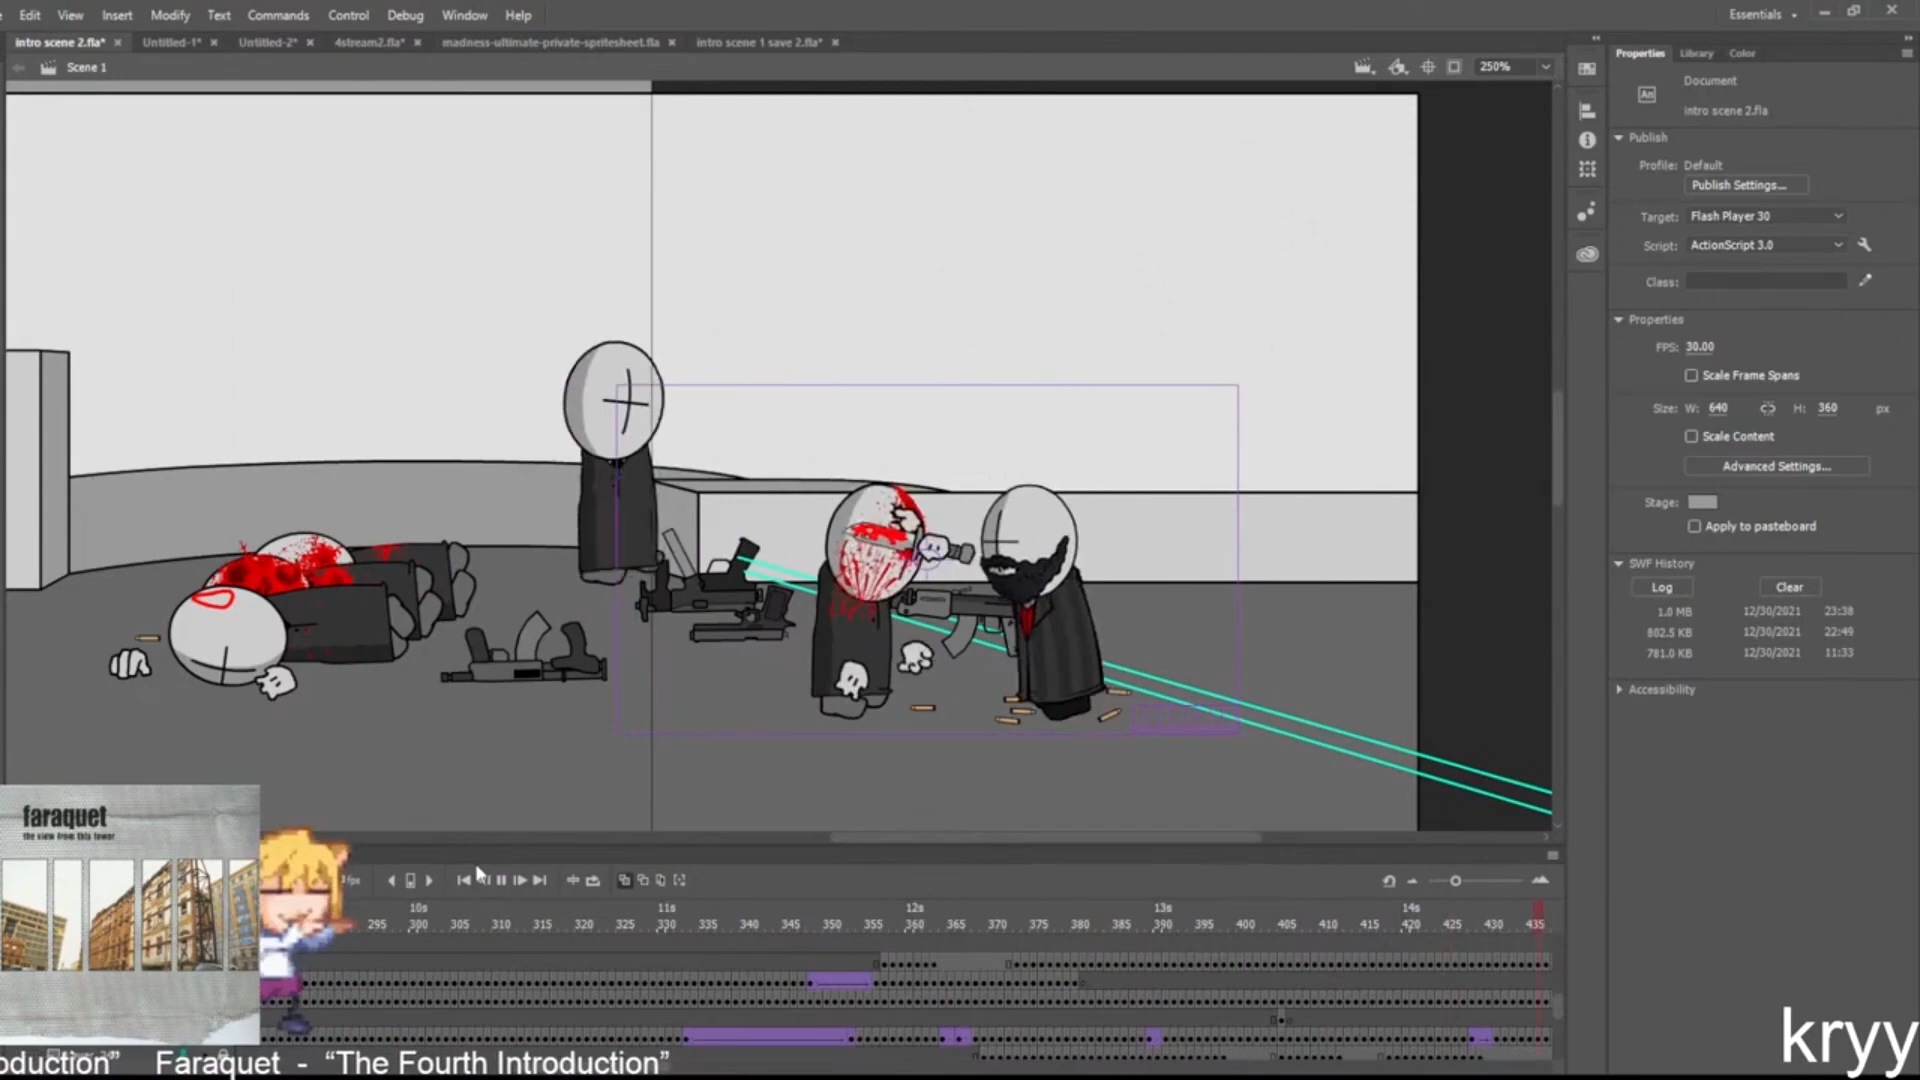 Edit View Insert Modify Text Commands Control Debug Window Help
Essentials
intro scene 2.fla* Untitled-1* Untitled-2* 4stream2.fla* madness-ultimate-private-spritesheet.fla intro scene 1 save 2.fla*
Scene 1
250%
Properties Library Color
An
Document
intro scene 2.fla
Publish
Profile: Default
Publish Settings...
Target: Flash Player 30
Script: ActionScript 3.0
Class:
Properties
FPS: 30.00
Scale Frame Spans
Size: W: 640 H: 360 px
Scale Content
Advanced Settings...
Stage:
Apply to pasteboard
SWF History
Log Clear
1.0 MB 12/30/2021 23:38
802.5 KB 12/30/2021 22:49
781.0 KB 12/30/2021 11:33
Accessibility
faraquet
the view from this tower
fps
10s 11s 12s 13s 14s
295 300 305 310 315 320 325 330 335 340 345 350 355 360 365 370 375 380 385 390 395 400 405 410 415 420 425 430 435
kryy
oduction” Faraquet - “The Fourth Introduction”